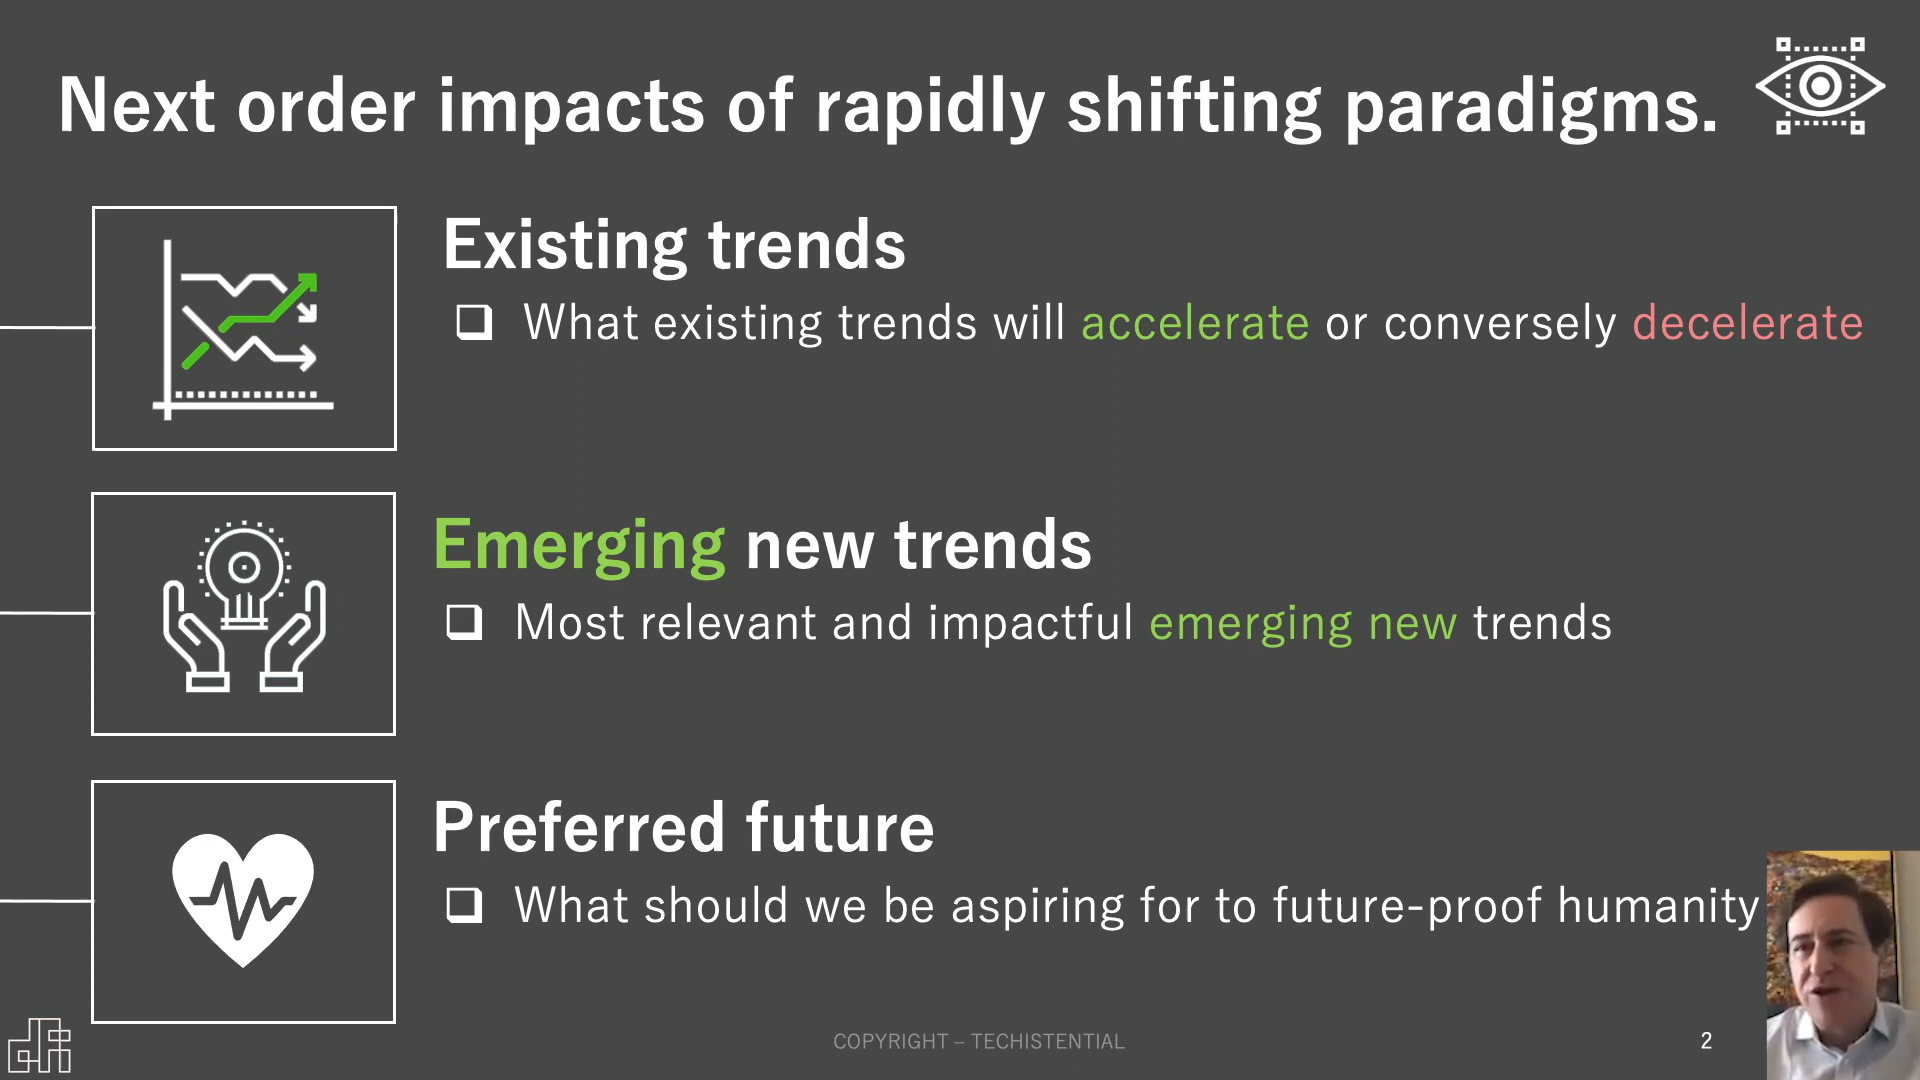 Next order impacts of rapidly shifting paradigms.
Existing trends
What existing trends will accelerate or conversely decelerate
Emerging new trends
Most relevant and impactful emerging new trends
Preferred future
What should we be aspiring for to future-proof humanity
COPYRIGHT – TECHISTENTIAL
2